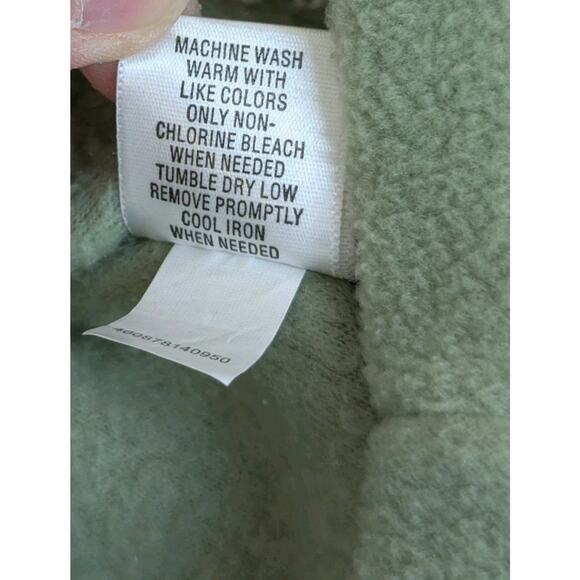 MACHINE WASH
WARM WITH
LIKE COLORS
ONLY NON-
CHLORINE BLEACH
WHEN NEEDED
TUMBLE DRY LOW
REMOVE PROMPTLY
COOL IRON
WHEN NEEDED
400878140950